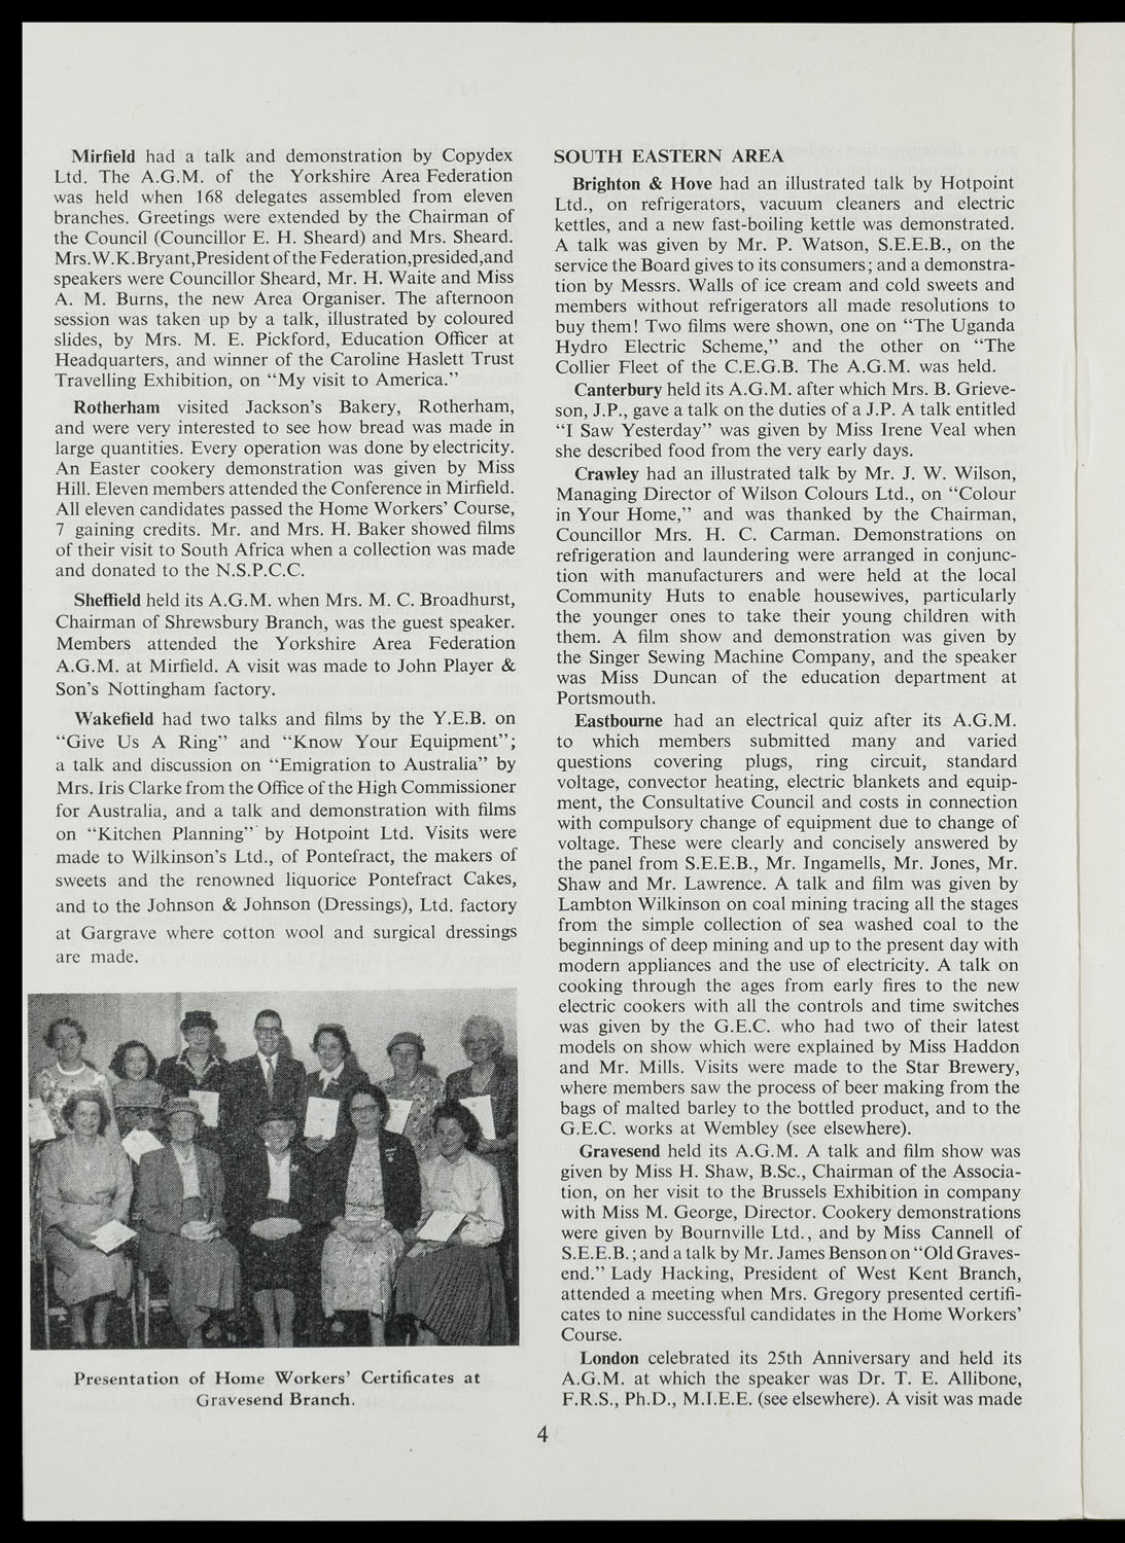 Mirfield had a talk and demonstration by Copydex
Ltd. The A.G.M. of the Yorkshire Area Federation
was held when 168 delegates assembled from eleven
branches. Greetings were extended by the Chairman of
the Council (Councillor E. H. Sheard) and Mrs. Sheard.
Mrs.W.K.Bryant,President of the Federation,presided,and
speakers were Councillor Sheard, Mr. H. Waite and Miss
A. M. Burns, the new Area Organiser. The afternoon
session was taken up by a talk, illustrated by coloured
slides, by Mrs. M. E. Pickford, Education Officer at
Headquarters, and winner of the Caroline Haslett Trust
Travelling Exhibition, on “My visit to America.”
Rotherham visited Jackson's Bakery, Rotherham,
and were very interested to see how bread was made in
large quantities. Every operation was done by electricity.
An Easter cookery demonstration was given by Miss
Hill. Eleven members attended the Conference in Mirfield.
All eleven candidates passed the Home Workers' Course,
7 gaining credits. Mr. and Mrs. H. Baker showed films
of their visit to South Africa when a collection was made
and donated to the N.S.P.C.C.
Sheffield held its A.G.M. when Mrs. M. C. Broadhurst,
Chairman of Shrewsbury Branch, was the guest speaker.
Members attended the Yorkshire Area Federation
A.G.M. at Mirfield. A visit was made to John Player &
Son's Nottingham factory.
Wakefield had two talks and films by the Y.E.B. on
“Give Us A Ring” and “Know Your Equipment”;
a talk and discussion on “Emigration to Australia” by
Mrs. Iris Clarke from the Office of the High Commissioner
for Australia, and a talk and demonstration with films
on “Kitchen Planning” by Hotpoint Ltd. Visits were
made to Wilkinson's Ltd., of Pontefract, the makers of
sweets and the renowned liquorice Pontefract Cakes,
and to the Johnson & Johnson (Dressings), Ltd. factory
at Gargrave where cotton wool and surgical dressings
are made.
Presentation of Home Workers' Certificates at
Gravesend Branch.
SOUTH EASTERN AREA
Brighton & Hove had an illustrated talk by Hotpoint
Ltd., on refrigerators, vacuum cleaners and electric
kettles, and a new fast-boiling kettle was demonstrated.
A talk was given by Mr. P. Watson, S.E.E.B., on the
service the Board gives to its consumers; and a demonstra-
tion by Messrs. Walls of ice cream and cold sweets and
members without refrigerators all made resolutions to
buy them! Two films were shown, one on “The Uganda
Hydro Electric Scheme,” and the other on “The
Collier Fleet of the C.E.G.B. The A.G.M. was held.
Canterbury held its A.G.M. after which Mrs. B. Grieve-
son, J.P., gave a talk on the duties of a J.P. A talk entitled
“I Saw Yesterday” was given by Miss Irene Veal when
she described food from the very early days.
Crawley had an illustrated talk by Mr. J. W. Wilson,
Managing Director of Wilson Colours Ltd., on “Colour
in Your Home,” and was thanked by the Chairman,
Councillor Mrs. H. C. Carman. Demonstrations on
refrigeration and laundering were arranged in conjunc-
tion with manufacturers and were held at the local
Community Huts to enable housewives, particularly
the younger ones to take their young children with
them. A film show and demonstration was given by
the Singer Sewing Machine Company, and the speaker
was Miss Duncan of the education department at
Portsmouth.
Eastbourne had an electrical quiz after its A.G.M.
to which members submitted many and varied
questions covering plugs, ring circuit, standard
voltage, convector heating, electric blankets and equip-
ment, the Consultative Council and costs in connection
with compulsory change of equipment due to change of
voltage. These were clearly and concisely answered by
the panel from S.E.E.B., Mr. Ingamells, Mr. Jones, Mr.
Shaw and Mr. Lawrence. A talk and film was given by
Lambton Wilkinson on coal mining tracing all the stages
from the simple collection of sea washed coal to the
beginnings of deep mining and up to the present day with
modern appliances and the use of electricity. A talk on
cooking through the ages from early fires to the new
electric cookers with all the controls and time switches
was given by the G.E.C. who had two of their latest
models on show which were explained by Miss Haddon
and Mr. Mills. Visits were made to the Star Brewery,
where members saw the process of beer making from the
bags of malted barley to the bottled product, and to the
G.E.C. works at Wembley (see elsewhere).
Gravesend held its A.G.M. A talk and film show was
given by Miss H. Shaw, B.Sc., Chairman of the Associa-
tion, on her visit to the Brussels Exhibition in company
with Miss M. George, Director. Cookery demonstrations
were given by Bournville Ltd., and by Miss Cannell of
S.E.E.B.; and a talk by Mr. James Benson on “Old Graves-
end.” Lady Hacking, President of West Kent Branch,
attended a meeting when Mrs. Gregory presented certifi-
cates to nine successful candidates in the Home Workers'
Course.
London celebrated its 25th Anniversary and held its
A.G.M. at which the speaker was Dr. T. E. Allibone,
F.R.S., Ph.D., M.I.E.E. (see elsewhere). A visit was made
4